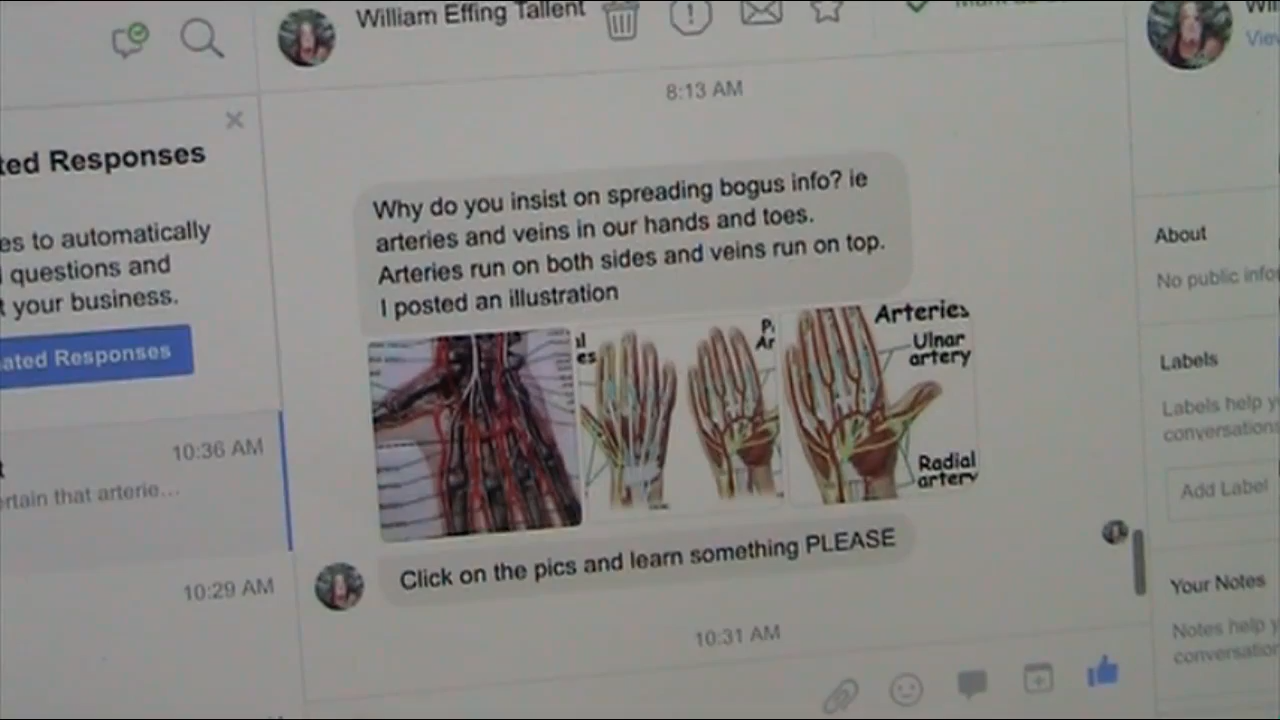 William Effing Tallent
8:13 AM
ted Responses
es to automatically
questions and
your business.
ated Responses
10:36 AM
ertain that arterie...
10:29 AM
Why do you insist on spreading bogus info? ie
arteries and veins in our hands and toes.
Arteries run on both sides and veins run on top.
I posted an illustration
Arteries
Ulnar
artery
Radial
artery
Click on the pics and learn something PLEASE
10:31 AM
View
About
No public info
Labels
Labels help y
conversations
Add Label
Your Notes
Notes help y
conversation